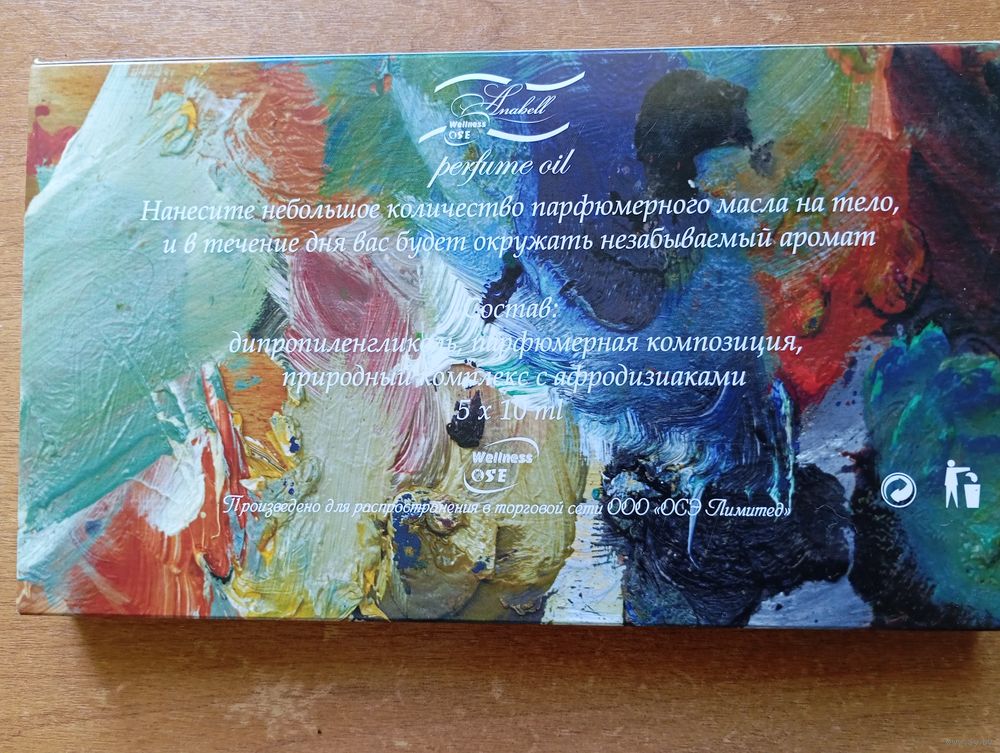 Anabell
Wellness
OSE
perfume oil
Нанесите небольшое количество парфюмерного масла на тело,
и в течение дня вас будет окружать незабываемый аромат
Состав:
дипропиленгликоль, парфюмерная композиция,
природный комплекс с афродизиаками
5 x 10 ml
Wellness
OSE
Произведено для распространения в торговой сети ООО «ОСЭ Лимитед»